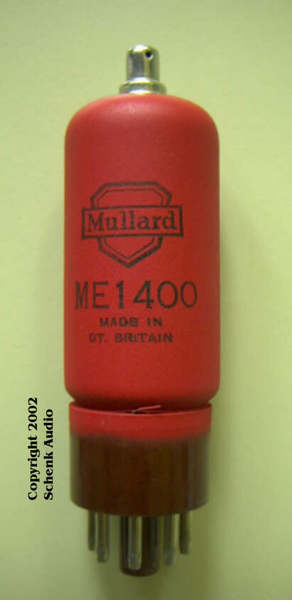 Mullard
ME1400
MADE IN
GT. BRITAIN
Copyright 2002
Schenk Audio